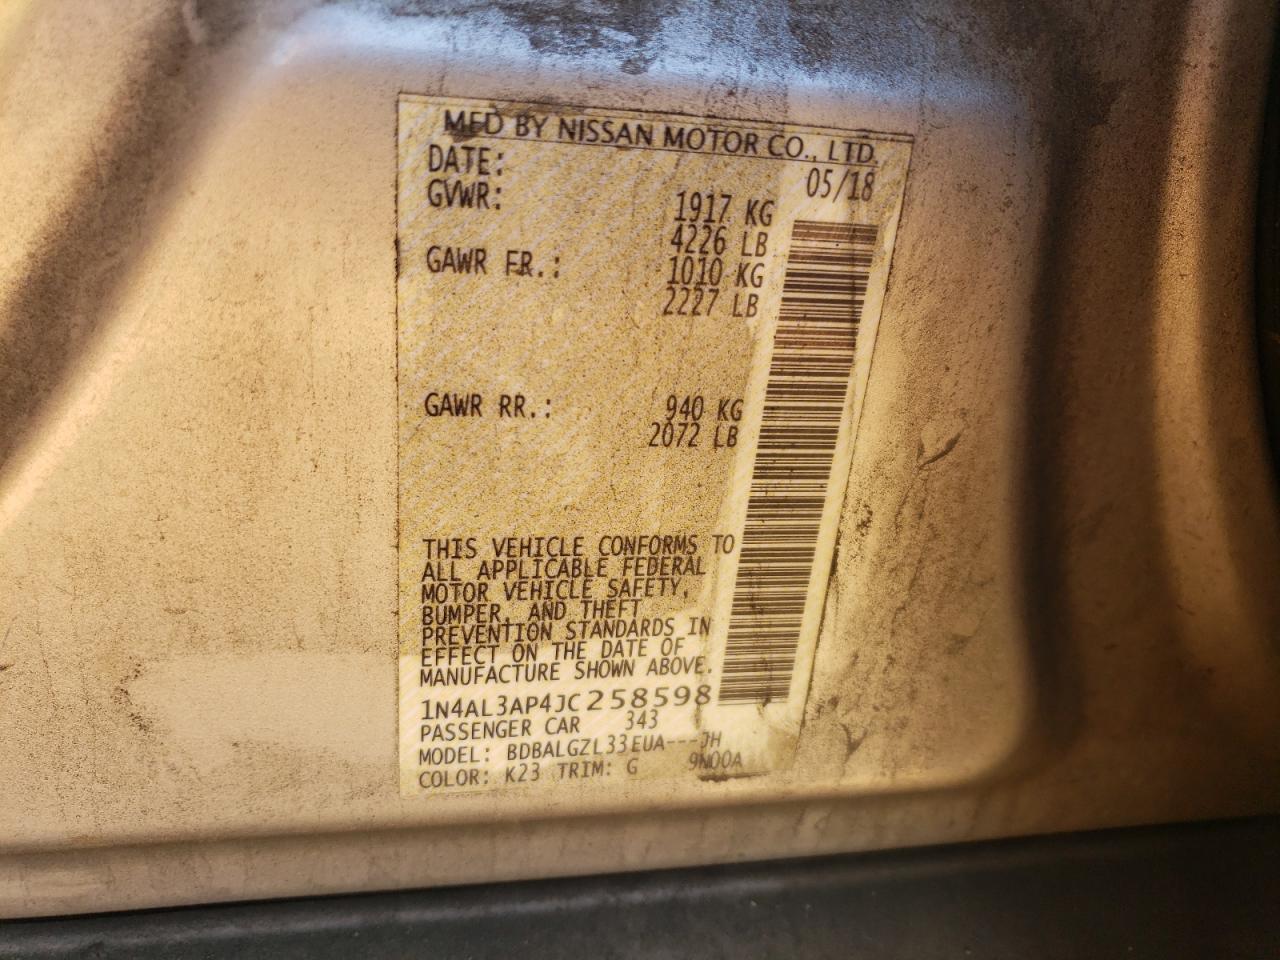 MFD BY NISSAN MOTOR CO., LTD.
DATE: 05/18
GVWR: 1917 KG
4226 LB
GAWR FR.: 1010 KG
2227 LB
GAWR RR.: 940 KG
2072 LB
THIS VEHICLE CONFORMS TO
ALL APPLICABLE FEDERAL
MOTOR VEHICLE SAFETY,
BUMPER, AND THEFT
PREVENTION STANDARDS IN
EFFECT ON THE DATE OF
MANUFACTURE SHOWN ABOVE.
1N4AL3AP4JC258598
PASSENGER CAR 343
MODEL: BDBALGZL33EUA---JH
COLOR: K23 TRIM: G 9N00A